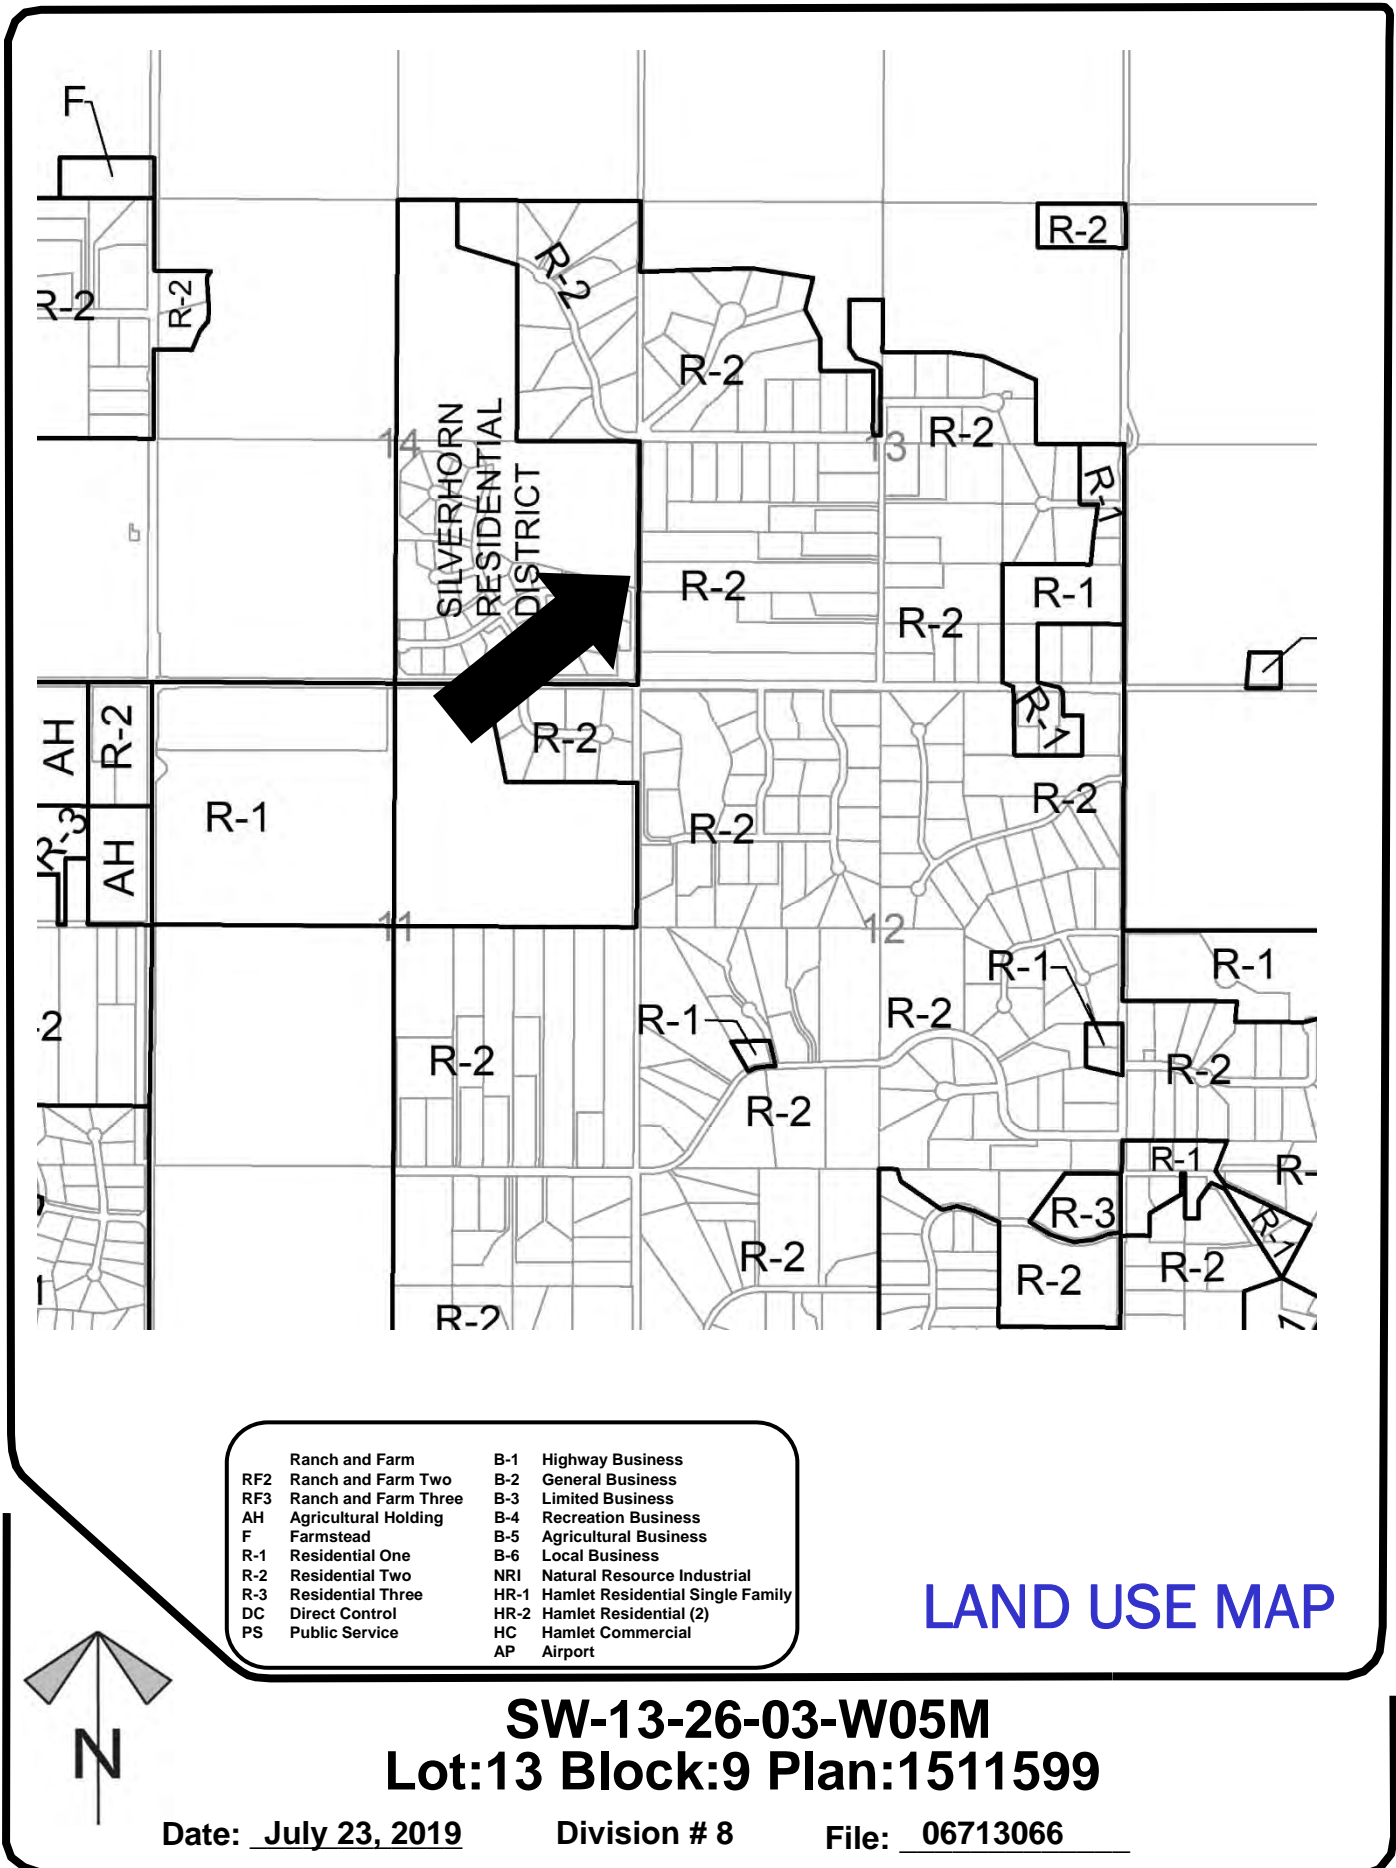 F
R-2
R-2
R-2
R-2
R-2
R-2
14
13
SILVERHORN
RESIDENTIAL
DISTRICT
R-1
R-2
R-1
R-2
R-1
AH
R-2
R-2
R-2
R-1
R-2
R-3
AH
11
12
R-1
R-1
R-1
R-2
-2
R-2
R-2
R-2
R-1
R-
R-3
R-1
R-2
R-2
R-2
R-2
Ranch and Farm
RF2 Ranch and Farm Two
RF3 Ranch and Farm Three
AH Agricultural Holding
F Farmstead
R-1 Residential One
R-2 Residential Two
R-3 Residential Three
DC Direct Control
PS Public Service
B-1 Highway Business
B-2 General Business
B-3 Limited Business
B-4 Recreation Business
B-5 Agricultural Business
B-6 Local Business
NRI Natural Resource Industrial
HR-1 Hamlet Residential Single Family
HR-2 Hamlet Residential (2)
HC Hamlet Commercial
AP Airport
LAND USE MAP
N
SW-13-26-03-W05M
Lot:13 Block:9 Plan:1511599
Date: July 23, 2019 Division # 8 File: 06713066